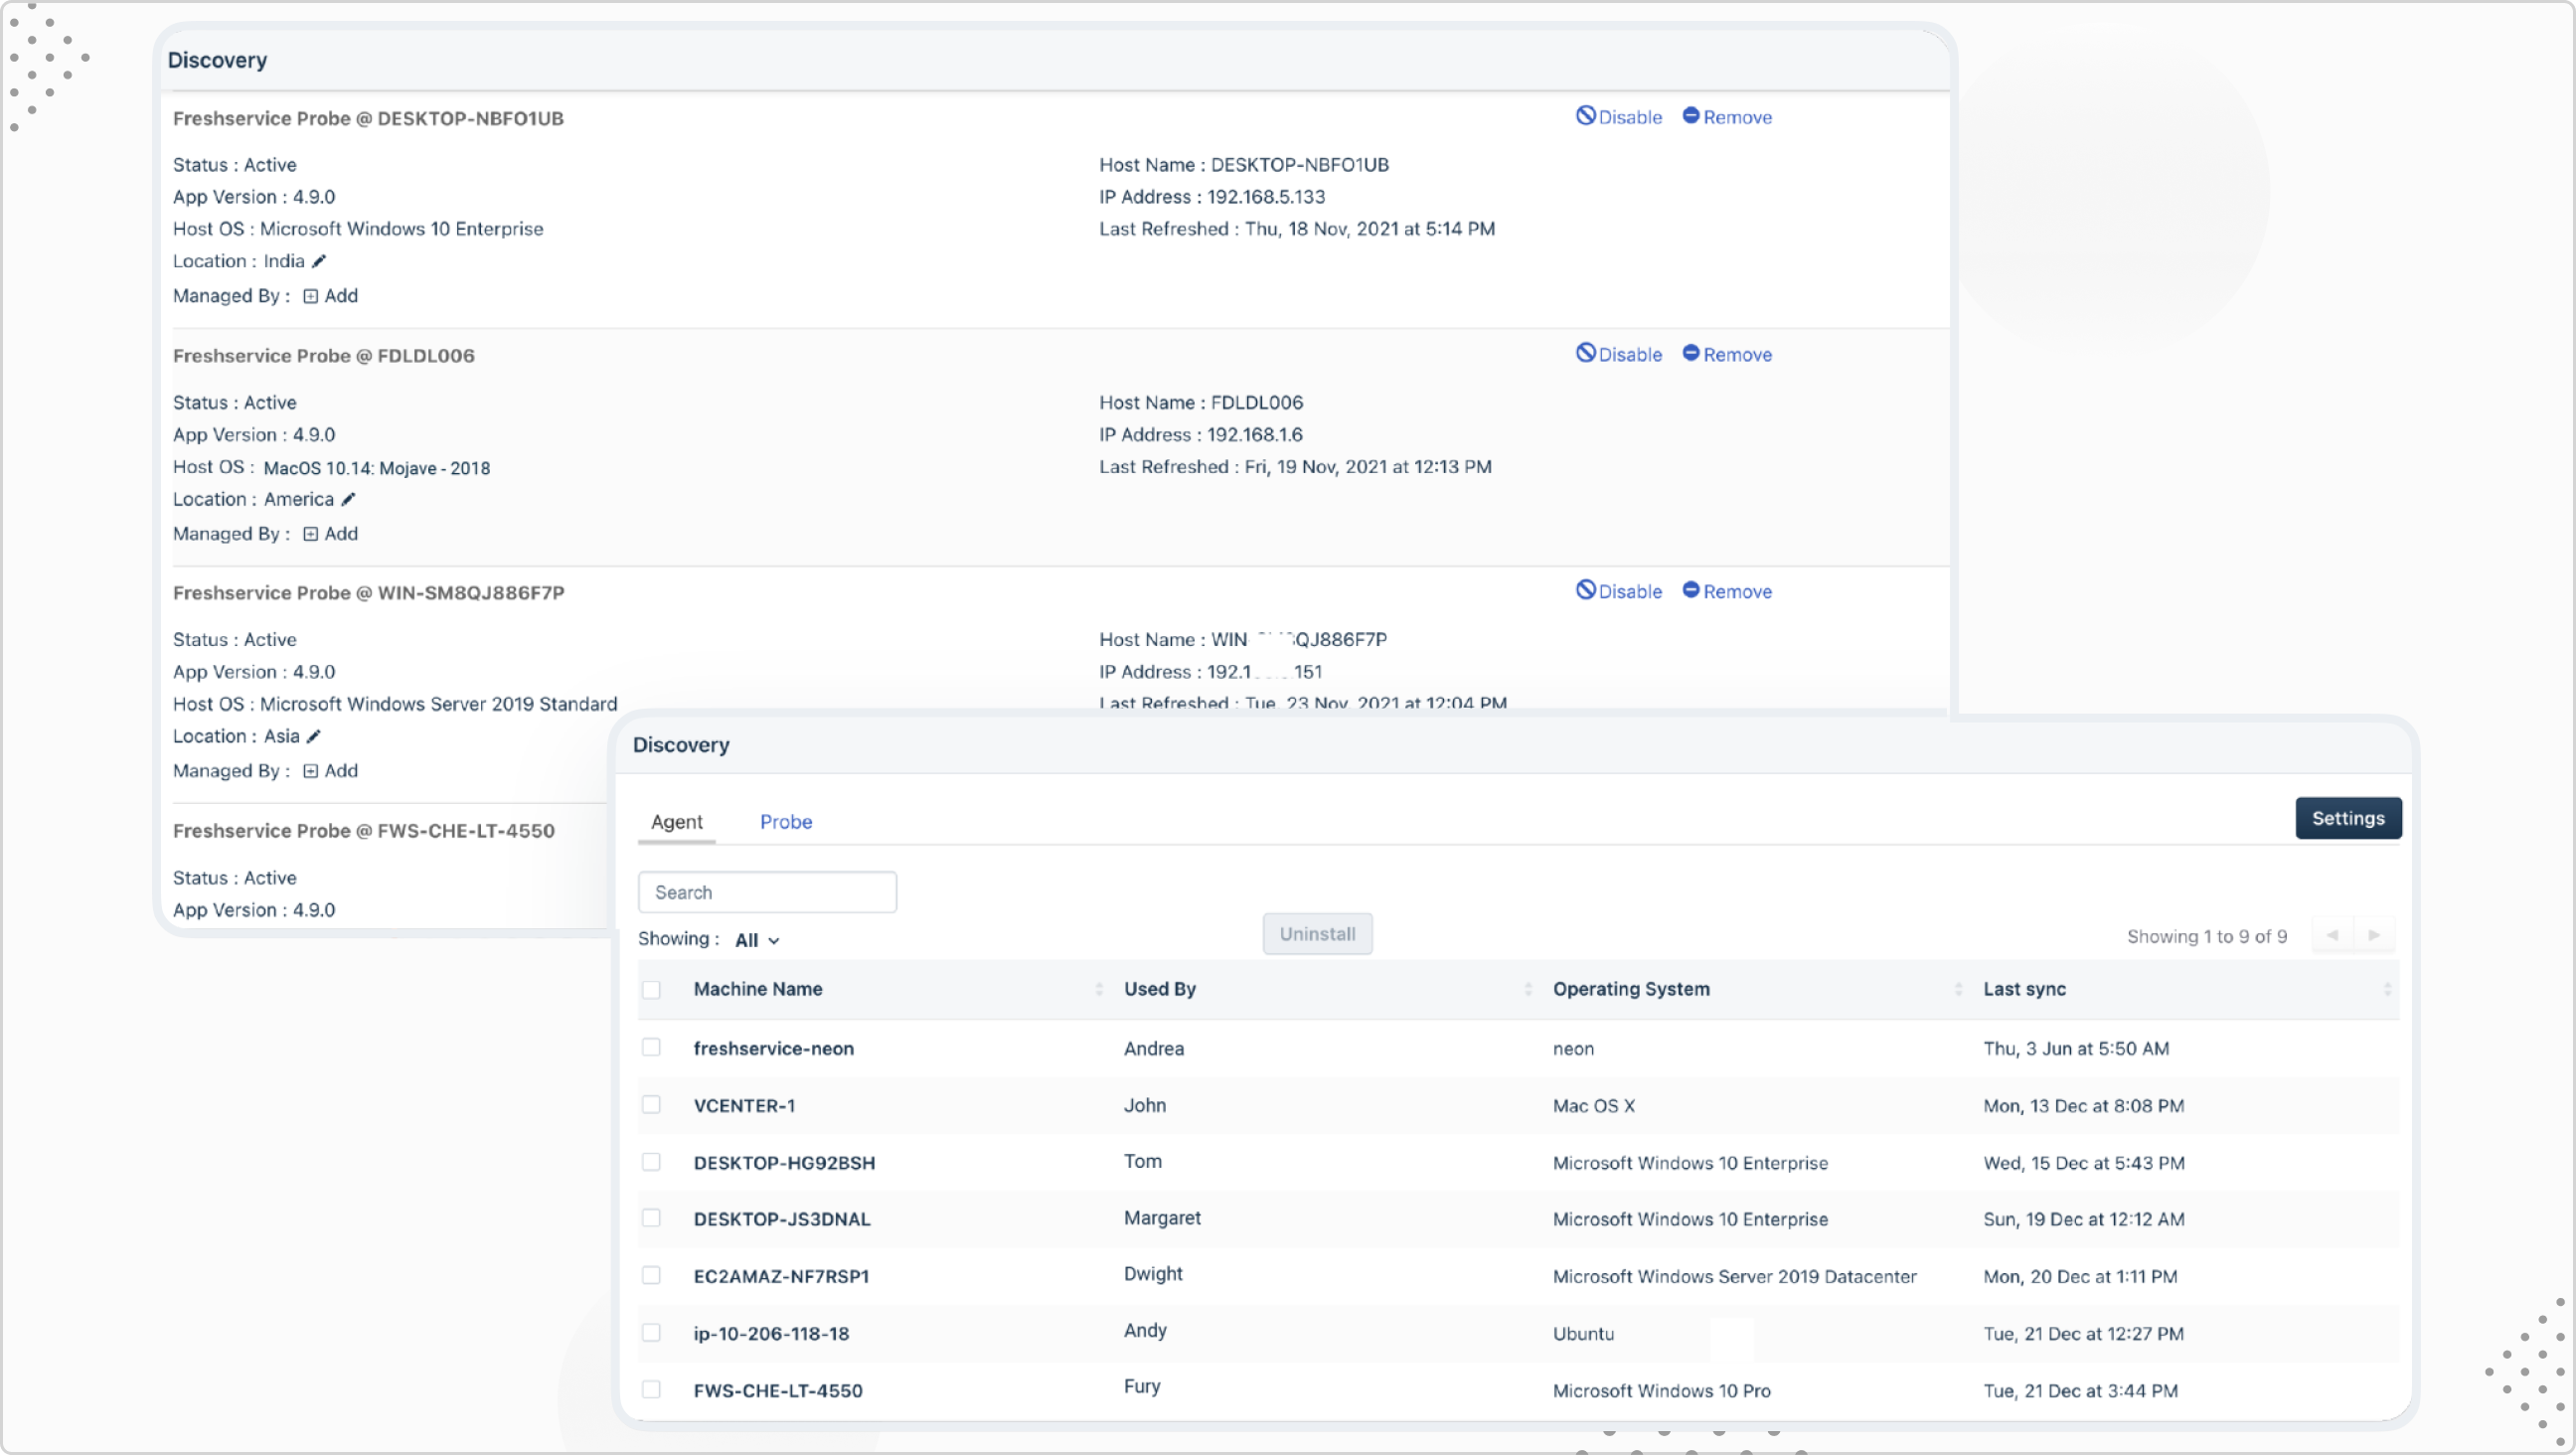 Discovery
Freshservice Probe @ DESKTOP-NBFO1UB
Disable Remove
Status : Active
Host Name : DESKTOP-NBFO1UB
App Version : 4.9.0
IP Address : 192.168.5.133
Host OS : Microsoft Windows 10 Enterprise
Last Refreshed : Thu, 18 Nov, 2021 at 5:14 PM
Location : India
Managed By : Add
Freshservice Probe @ FDLDL006
Disable Remove
Status : Active
Host Name : FDLDL006
App Version : 4.9.0
IP Address : 192.168.1.6
Host OS : MacOS 10.14: Mojave - 2018
Last Refreshed : Fri, 19 Nov, 2021 at 12:13 PM
Location : America
Managed By : Add
Freshservice Probe @ WIN-SM8QJ886F7P
Disable Remove
Status : Active
Host Name : WIN- QJ886F7P
App Version : 4.9.0
IP Address : 192.1 151
Host OS : Microsoft Windows Server 2019 Standard
Last Refreshed : Tue, 23 Nov, 2021 at 12:04 PM
Location : Asia
Managed By : Add
Freshservice Probe @ FWS-CHE-LT-4550
Status : Active
App Version : 4.9.0
Discovery
Agent Probe Settings
Search
Showing : All Uninstall Showing 1 to 9 of 9
Machine Name Used By Operating System Last sync
freshservice-neon Andrea neon Thu, 3 Jun at 5:50 AM
VCENTER-1 John Mac OS X Mon, 13 Dec at 8:08 PM
DESKTOP-HG92BSH Tom Microsoft Windows 10 Enterprise Wed, 15 Dec at 5:43 PM
DESKTOP-JS3DNAL Margaret Microsoft Windows 10 Enterprise Sun, 19 Dec at 12:12 AM
EC2AMAZ-NF7RSP1 Dwight Microsoft Windows Server 2019 Datacenter Mon, 20 Dec at 1:11 PM
ip-10-206-118-18 Andy Ubuntu Tue, 21 Dec at 12:27 PM
FWS-CHE-LT-4550 Fury Microsoft Windows 10 Pro Tue, 21 Dec at 3:44 PM